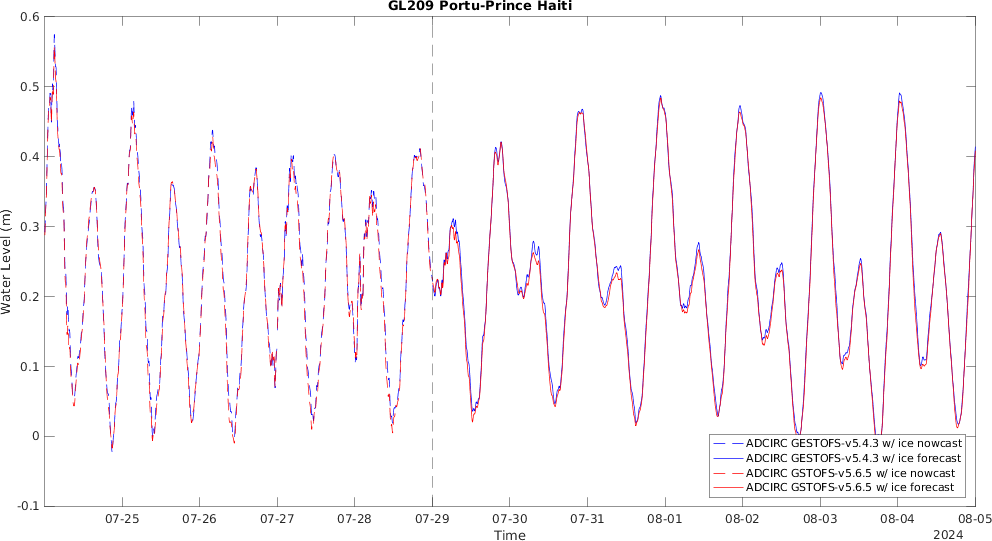 GL209 Portu-Prince Haiti
0.6
0.5
0.4
0.3
0.2
0.1
0
-0.1
Water Level (m)
ADCIRC GESTOFS-v5.4.3 w/ ice nowcast
ADCIRC GESTOFS-v5.4.3 w/ ice forecast
ADCIRC GSTOFS-v5.6.5 w/ ice nowcast
ADCIRC GSTOFS-v5.6.5 w/ ice forecast
07-25 07-26 07-27 07-28 07-29 07-30 07-31 08-01 08-02 08-03 08-04 08-05
Time
2024